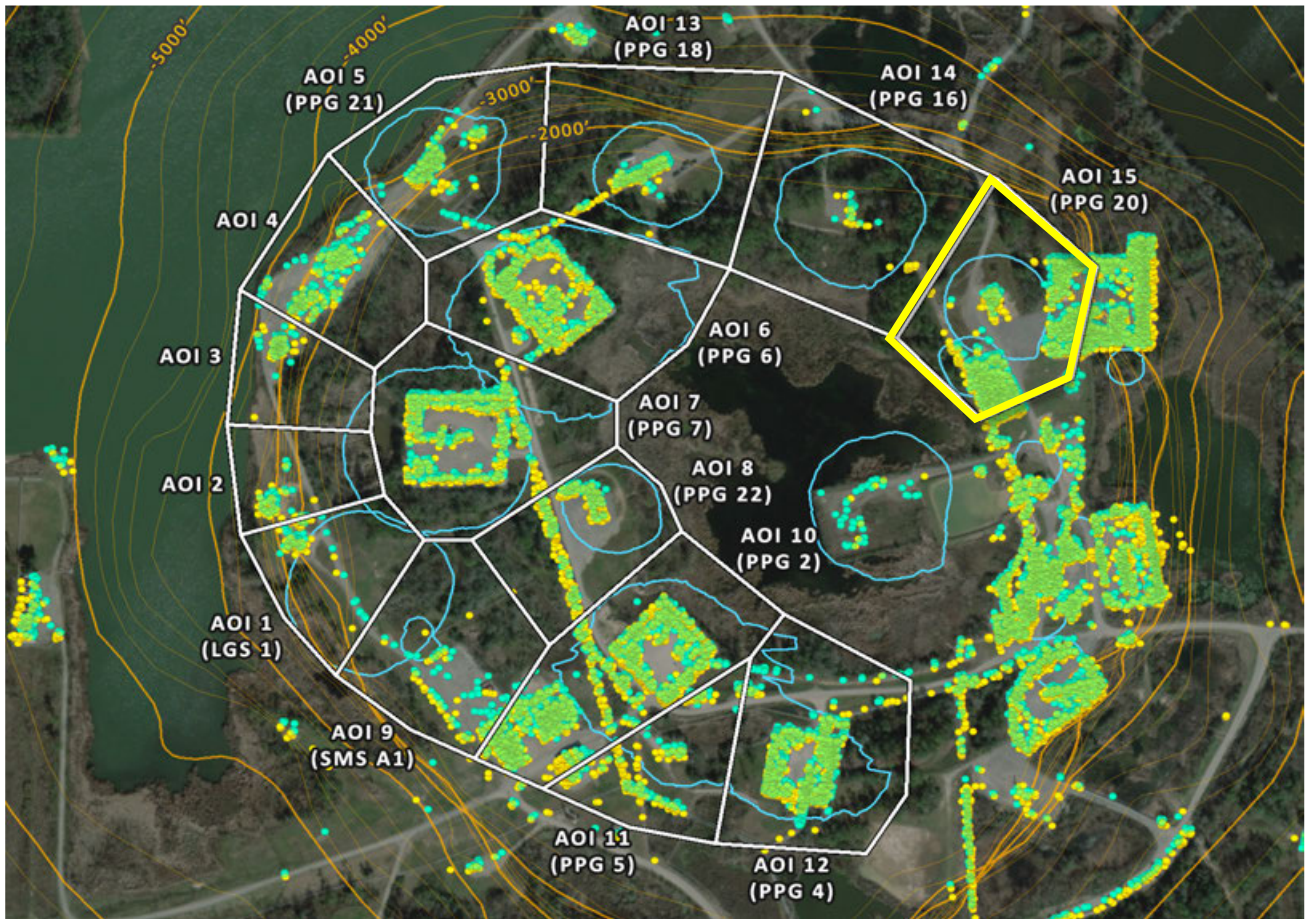 -5000'
-4000'
AOI 13
(PPG 18)
AOI 5
(PPG 21)
AOI 14
(PPG 16)
-3000'
-2000'
AOI 15
(PPG 20)
AOI 4
AOI 3
AOI 6
(PPG 6)
AOI 7
(PPG 7)
AOI 2
AOI 8
(PPG 22)
AOI 10
(PPG 2)
AOI 1
(LGS 1)
AOI 9
(SMS A1)
AOI 11
(PPG 5)
AOI 12
(PPG 4)